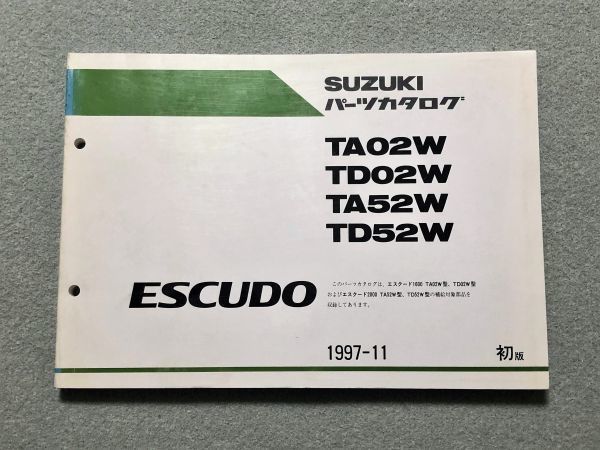 SUZUKI
パーツカタログ
TA02W
TD02W
TA52W
TD52W
ESCUDO
このパーツカタログは、エスクード1600 TA02W型、TD02W型
およびエスクード2000 TA52W型、TD52W型の補給対象部品を
収録してあります。
1997-11
初版